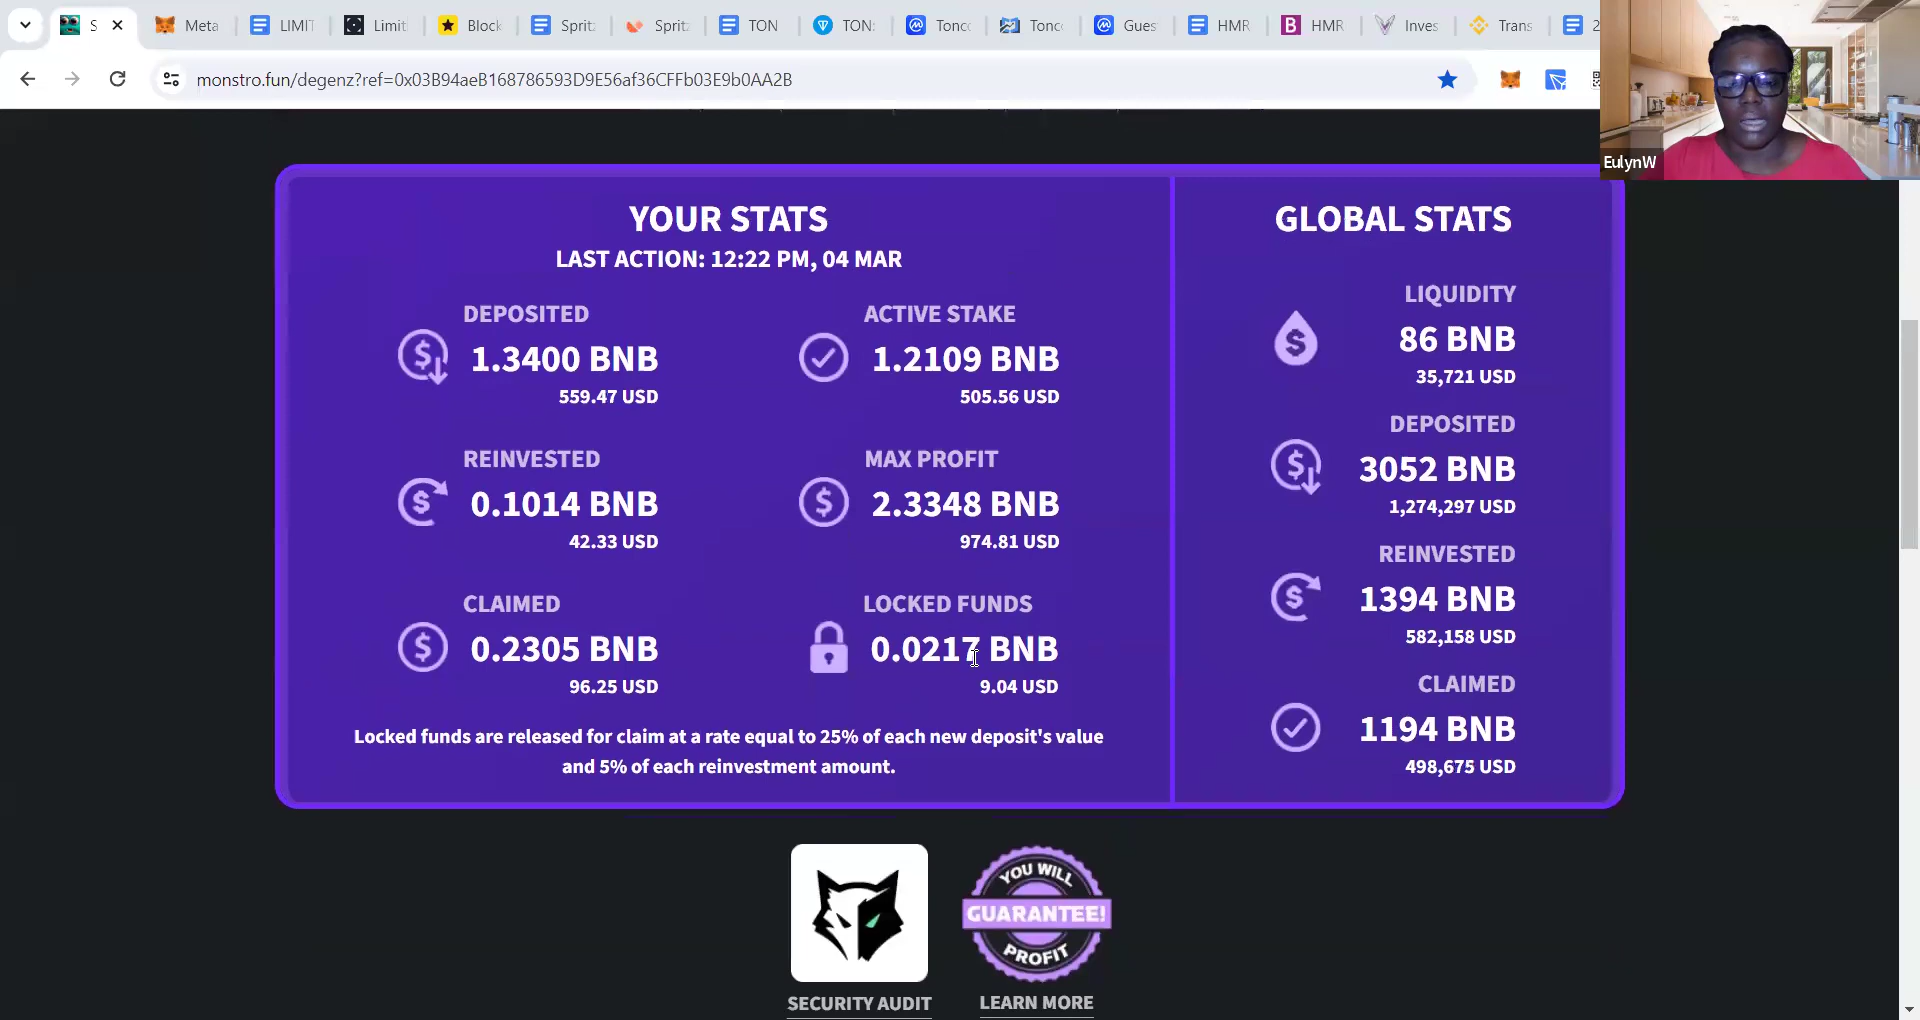 S
Meta
LIMIT
Limit
Block
Spritz
Spritz
TON
TON:
Tonco
Tonc
Gues
HMR
HMR
Inves
Trans
2
monstro.fun/degenz?ref=0x03B94aeB168786593D9E56af36CFFb03E9b0AA2B
EulynW
YOUR STATS
LAST ACTION: 12:22 PM, 04 MAR
DEPOSITED
1.3400 BNB
559.47 USD
ACTIVE STAKE
1.2109 BNB
505.56 USD
REINVESTED
0.1014 BNB
42.33 USD
MAX PROFIT
2.3348 BNB
974.81 USD
CLAIMED
0.2305 BNB
96.25 USD
LOCKED FUNDS
0.0217 BNB
9.04 USD
Locked funds are released for claim at a rate equal to 25% of each new deposit's value
and 5% of each reinvestment amount.
GLOBAL STATS
LIQUIDITY
86 BNB
35,721 USD
DEPOSITED
3052 BNB
1,274,297 USD
REINVESTED
1394 BNB
582,158 USD
CLAIMED
1194 BNB
498,675 USD
SECURITY AUDIT
YOU WILL
GUARANTEE!
PROFIT
LEARN MORE